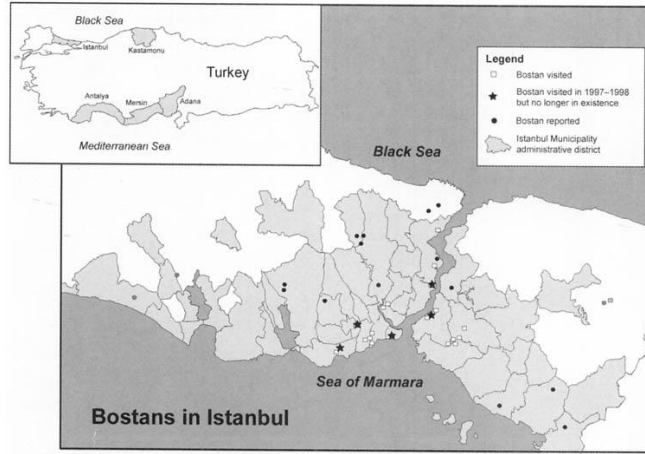 Black Sea
Istanbul
Kastamonu
Turkey
Antalya
Mersin
Adana
Mediterranean Sea
Legend
Bostan visited
Bostan visited in 1997–1998
but no longer in existence
Bostan reported
Istanbul Municipality
administrative district
Black Sea
Sea of Marmara
Bostans in Istanbul